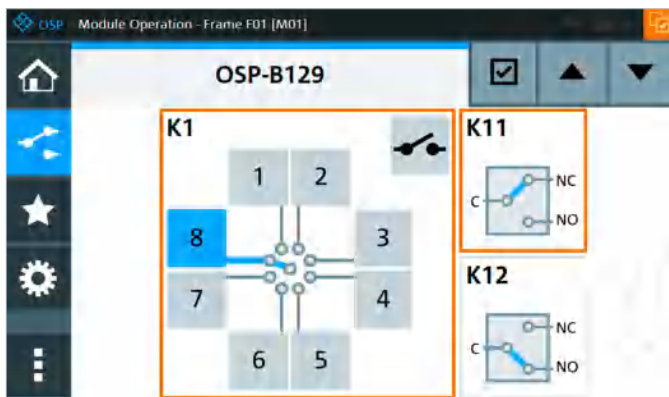 OSP Module Operation - Frame F01 [M01]
OSP-B129
K1
1 2
8 3
7 4
6 5
K11
C NC
NO
K12
C NC
NO